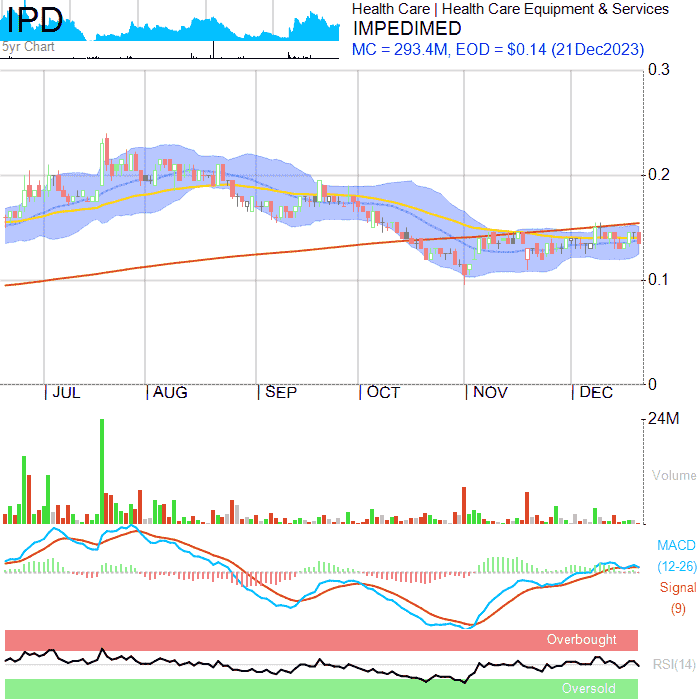 IPD
Health Care | Health Care Equipment & Services
IMPEDIMED
5yr Chart
MC = 293.4M, EOD = $0.14 (21Dec2023)
0.3
0.2
0.1
0
JUL AUG SEP OCT NOV DEC
24M
Volume
MACD
(12-26)
Signal
(9)
Overbought
RSI(14)
Oversold